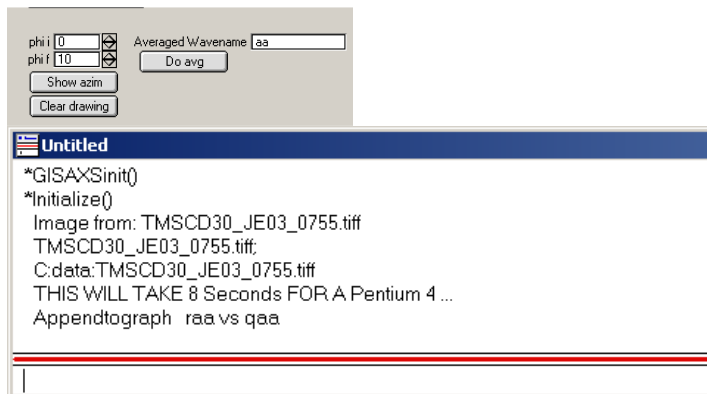 phi i 0 Averaged Wavename aa
phi f 10 Do avg
Show azim
Clear drawing
Untitled
*GISAXSinit()
*Initialize()
Image from: TMSCD30_JE03_0755.tiff
TMSCD30_JE03_0755.tiff;
C:data:TMSCD30_JE03_0755.tiff
THIS WILL TAKE 8 Seconds FOR A Pentium 4 ...
Appendtograph raa vs qaa